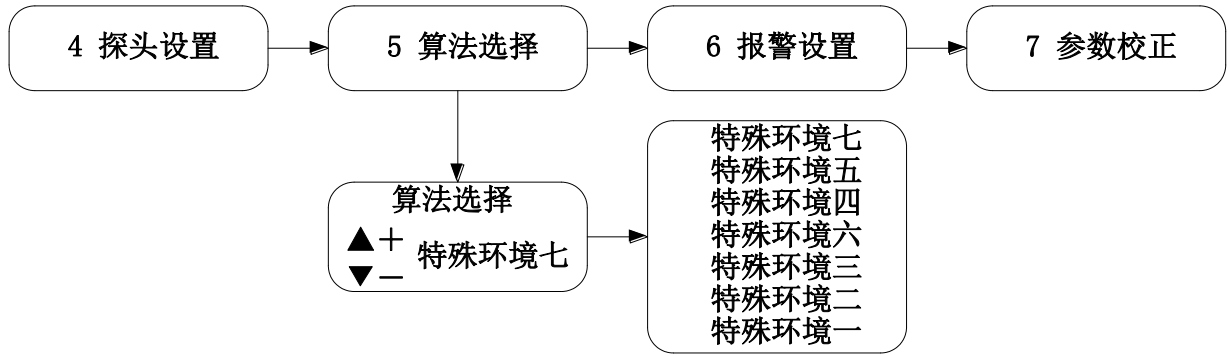 4 探头设置
5 算法选择
6 报警设置
7 参数校正
算法选择
▲+
▼− 特殊环境七
特殊环境七
特殊环境五
特殊环境四
特殊环境六
特殊环境三
特殊环境二
特殊环境一